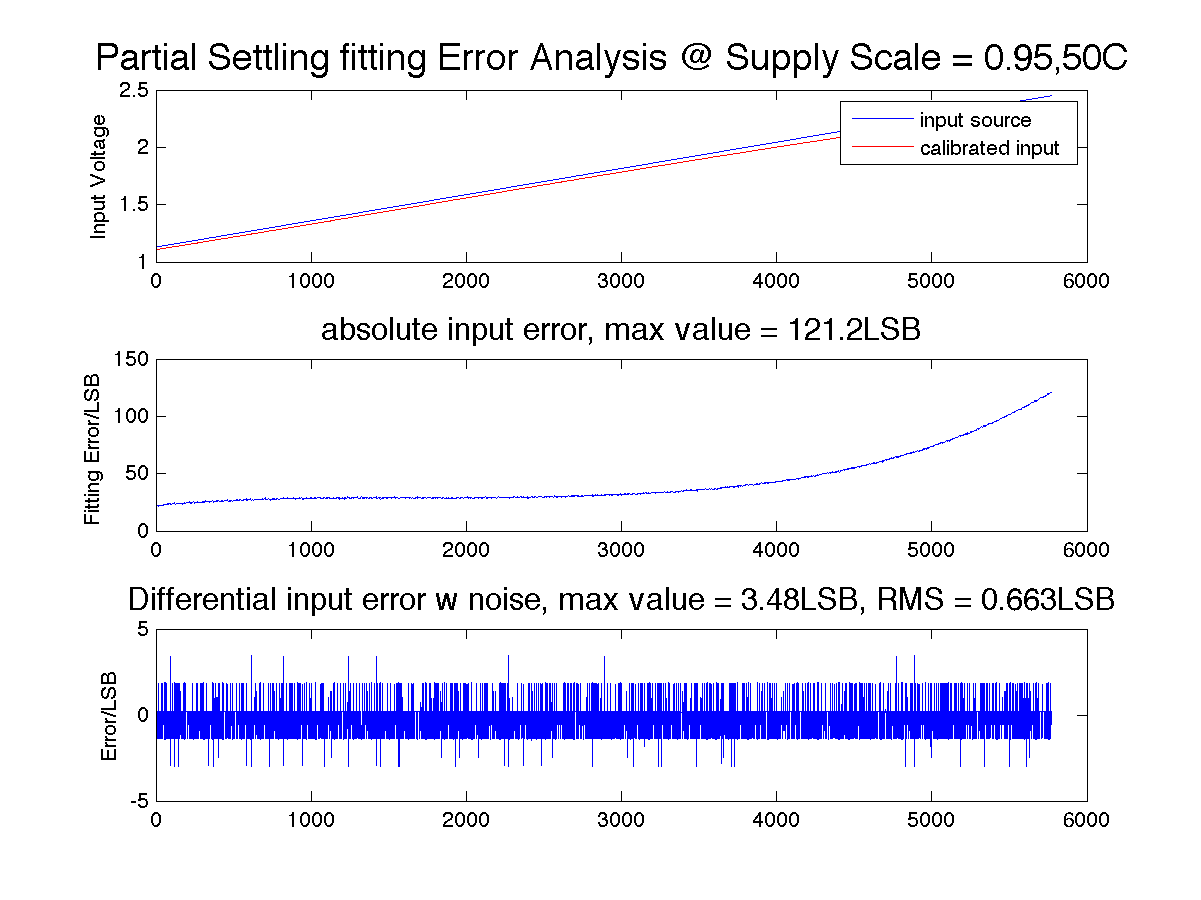 Partial Settling fitting Error Analysis @ Supply Scale = 0.95,50C
2.5
2
1.5
1
Input Voltage
input source
calibrated input
0 1000 2000 3000 4000 5000 6000
absolute input error, max value = 121.2LSB
150
100
50
0
Fitting Error/LSB
0 1000 2000 3000 4000 5000 6000
Differential input error w noise, max value = 3.48LSB, RMS = 0.663LSB
5
0
-5
Error/LSB
0 1000 2000 3000 4000 5000 6000